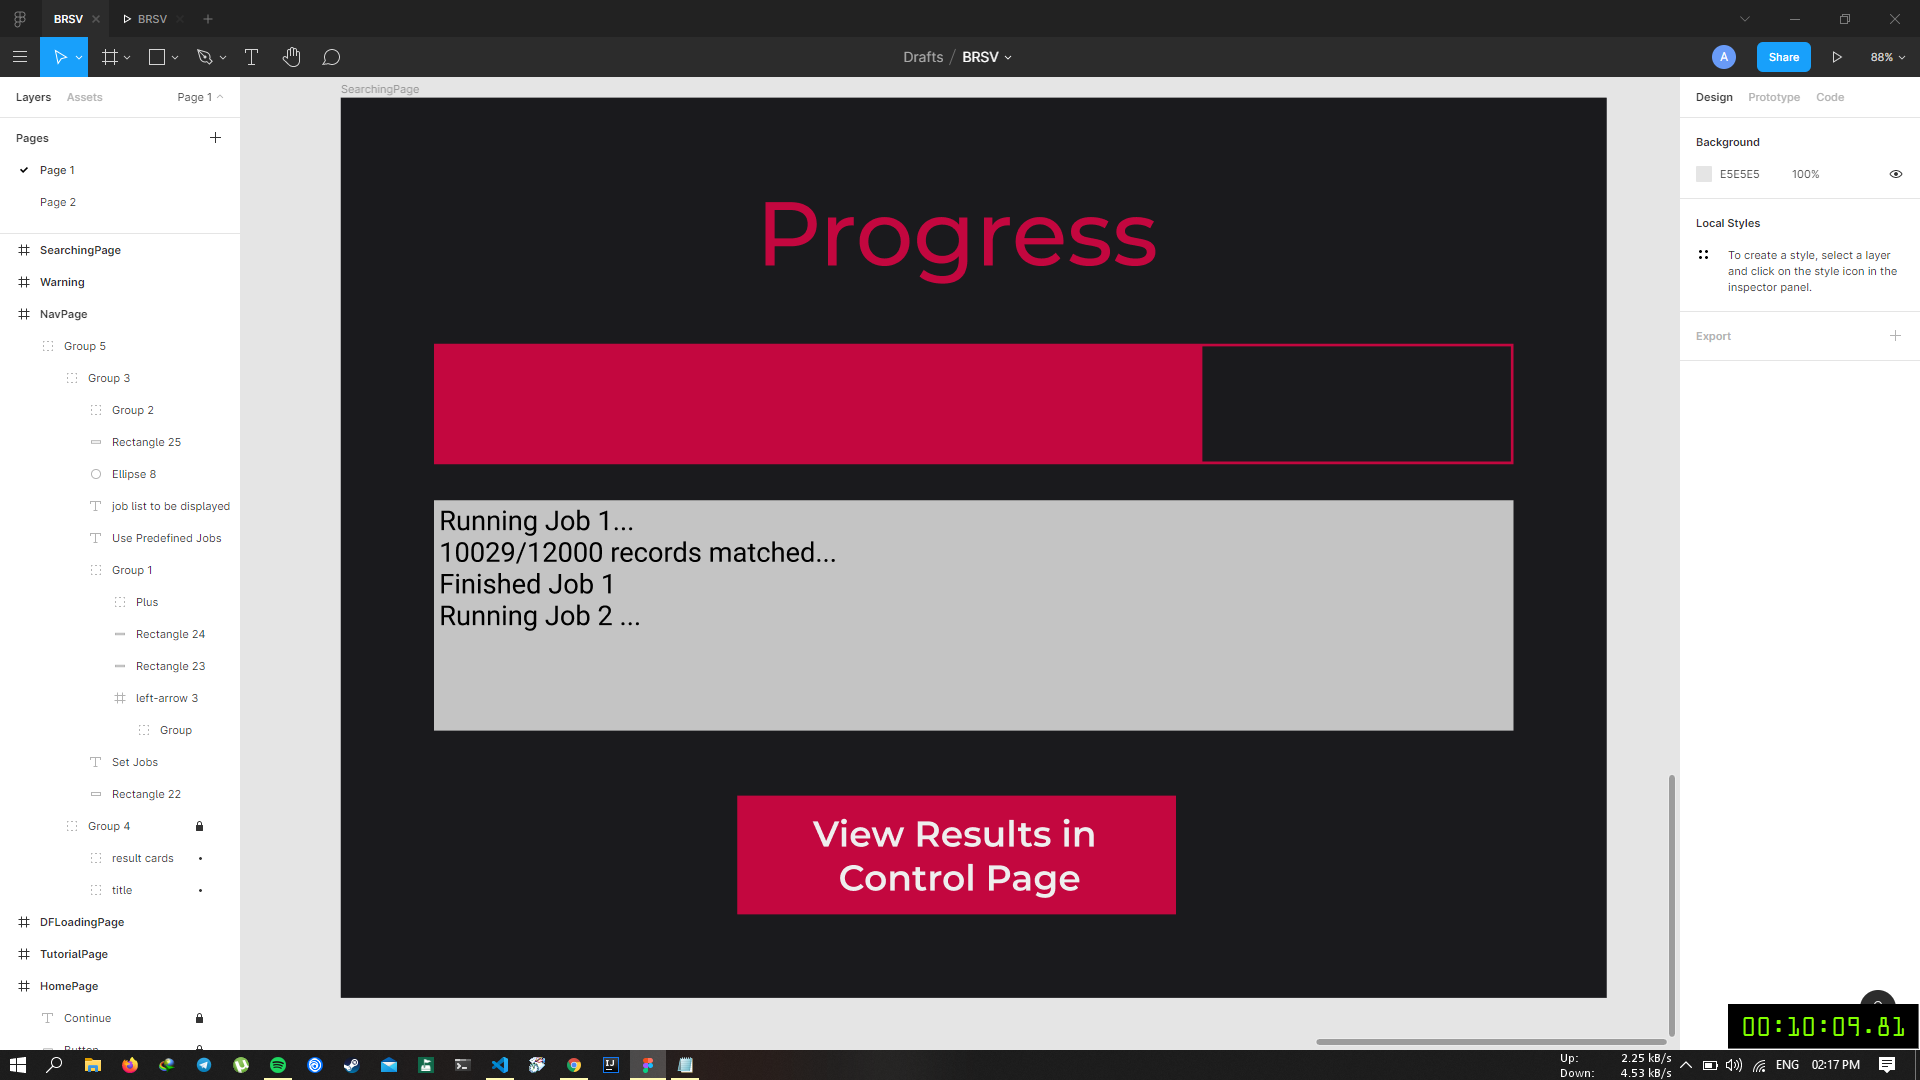 BRSV
BRSV
Drafts / BRSV
A
Share
88%
Layers
Assets
Page 1
Pages
Page 1
Page 2
SearchingPage
Warning
NavPage
Group 5
Group 3
Group 2
Rectangle 25
Ellipse 8
job list to be displayed
Use Predefined Jobs
Group 1
Plus
Rectangle 24
Rectangle 23
left-arrow 3
Group
Set Jobs
Rectangle 22
Group 4
result cards
title
DFLoadingPage
TutorialPage
HomePage
Continue
SearchingPage
Progress
Running Job 1...
10029/12000 records matched...
Finished Job 1
Running Job 2 ...
View Results in
Control Page
Design
Prototype
Code
Background
E5E5E5
100%
Local Styles
To create a style, select a layer
and click on the style icon in the
inspector panel.
Export
00:10:09.81
Up: 2.25 kB/s
Down: 4.53 kB/s
ENG
02:17 PM